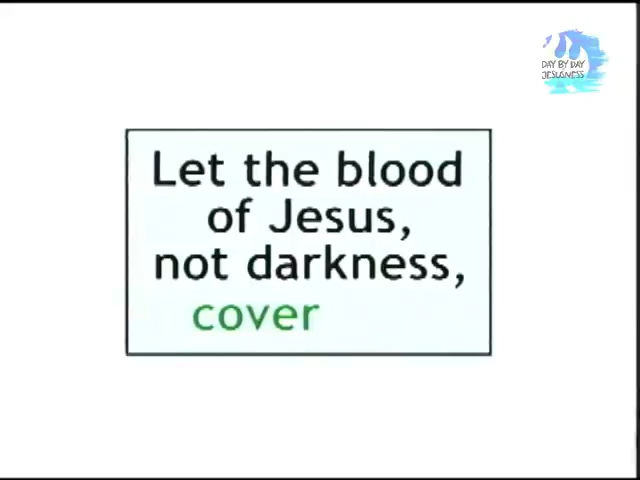 DAY BY DAY
JESUSNESS
Let the blood
of Jesus,
not darkness,
cover